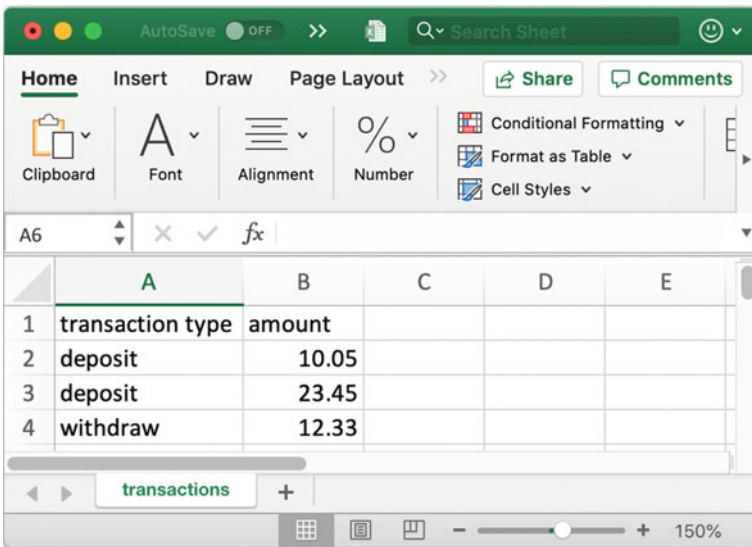 AutoSave OFF >> Search Sheet
Home Insert Draw Page Layout >> Share Comments
Clipboard Font Alignment % Number Conditional Formatting
Format as Table
Cell Styles
A6 fx
A B C D E
1 transaction type amount
2 deposit 10.05
3 deposit 23.45
4 withdraw 12.33
transactions +
- + 150%